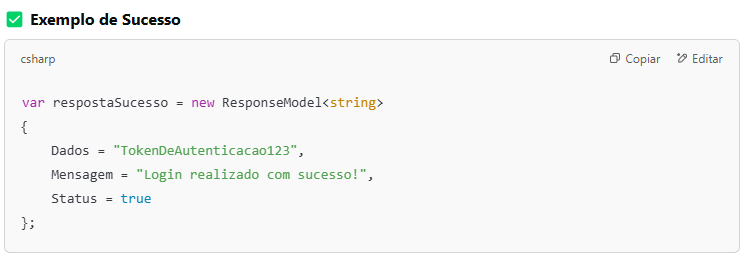 ✅ Exemplo de Sucesso
csharp Copiar Editar
var respostaSucesso = new ResponseModel<string>
{
    Dados = "TokenDeAutenticacao123",
    Mensagem = "Login realizado com sucesso!",
    Status = true
};